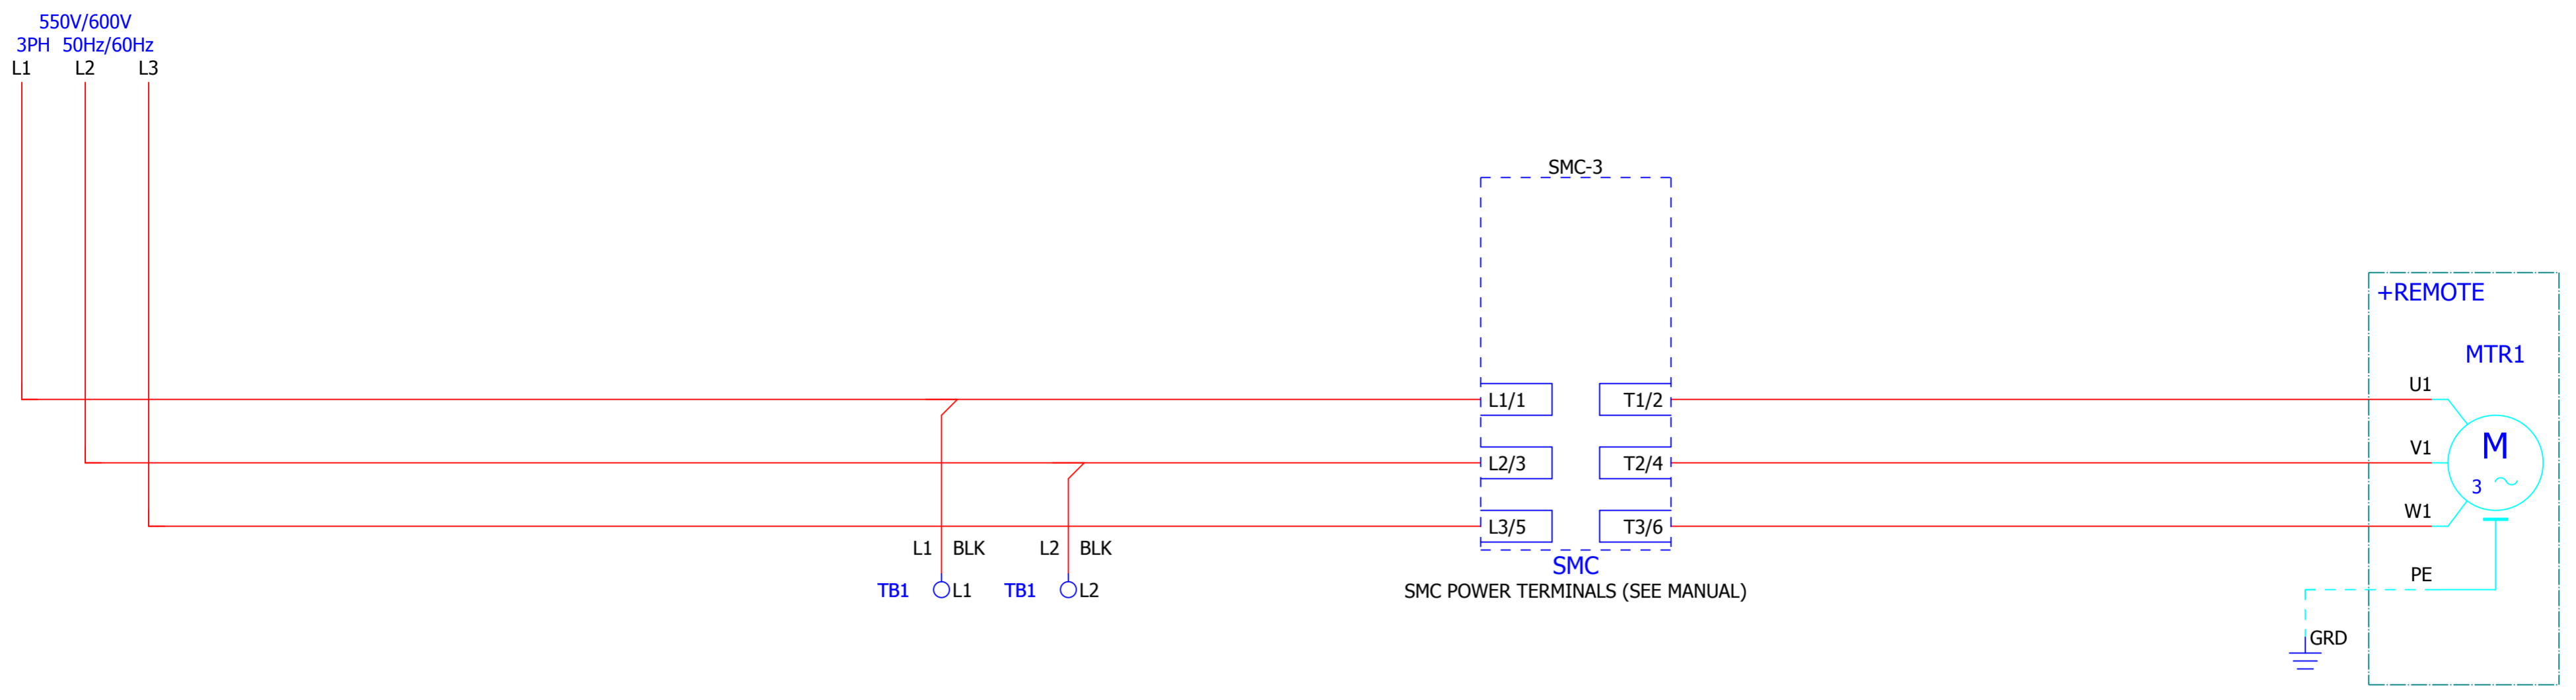 550V/600V
3PH 50Hz/60Hz
L1 L2 L3
SMC-3
+REMOTE
MTR1
U1
L1/1 T1/2
M
V1
L2/3 T2/4
3
W1
L3/5 T3/6
L1 BLK L2 BLK
SMC
PE
TB1 L1 TB1 L2
SMC POWER TERMINALS (SEE MANUAL)
GRD